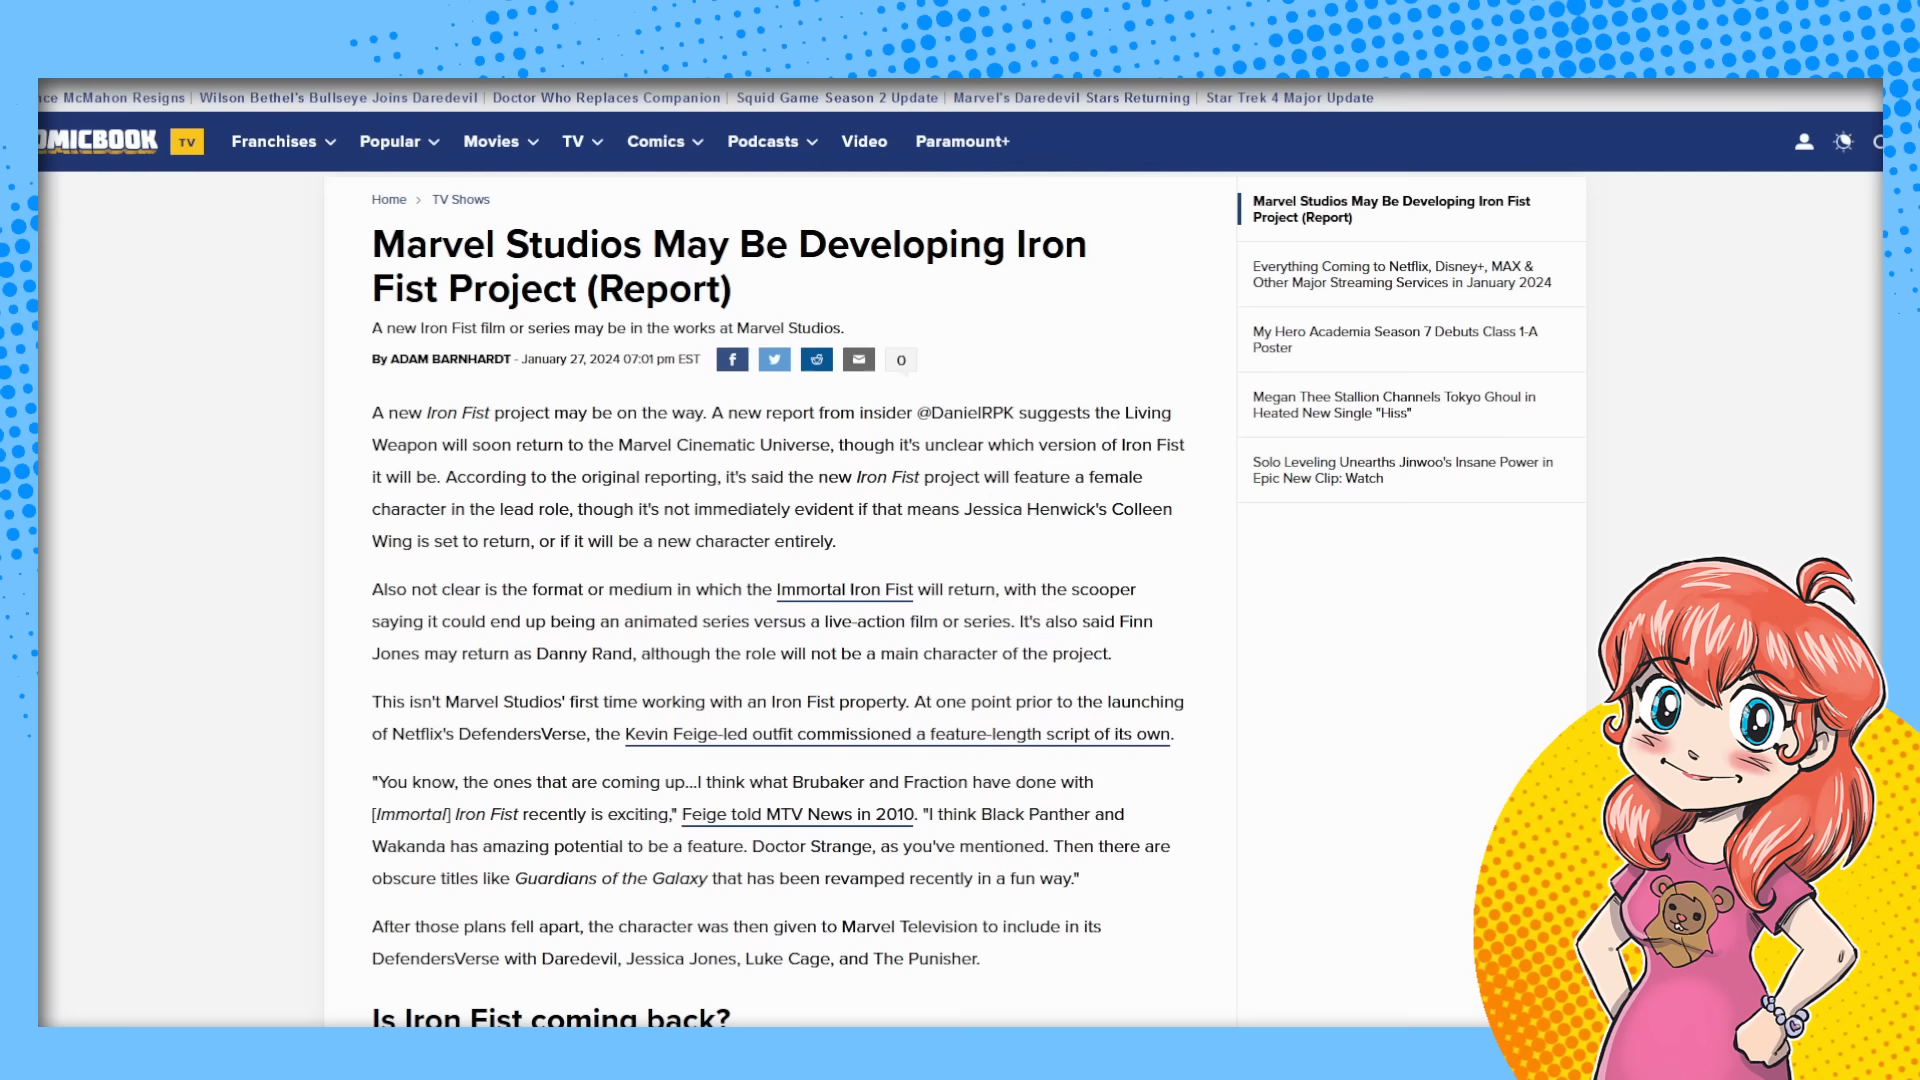 McMahon Resigns | Wilson Bethel's Bullseye Joins Daredevil | Doctor Who Replaces Companion | Squid Game Season 2 Update | Marvel's Daredevil Stars Returning | Star Trek 4 Major Update
TV Franchises Popular Movies TV Comics Podcasts Video Paramount+
Home > TV Shows
Marvel Studios May Be Developing Iron
Fist Project (Report)
A new Iron Fist film or series may be in the works at Marvel Studios.
By ADAM BARNHARDT - January 27, 2024 07:01 pm EST f 0
A new Iron Fist project may be on the way. A new report from insider @DanielRPK suggests the Living
Weapon will soon return to the Marvel Cinematic Universe, though it's unclear which version of Iron Fist
it will be. According to the original reporting, it's said the new Iron Fist project will feature a female
character in the lead role, though it's not immediately evident if that means Jessica Henwick's Colleen
Wing is set to return, or if it will be a new character entirely.
Also not clear is the format or medium in which the Immortal Iron Fist will return, with the scooper
saying it could end up being an animated series versus a live-action film or series. It's also said Finn
Jones may return as Danny Rand, although the role will not be a main character of the project.
This isn't Marvel Studios' first time working with an Iron Fist property. At one point prior to the launching
of Netflix's DefendersVerse, the Kevin Feige-led outfit commissioned a feature-length script of its own.
"You know, the ones that are coming up...I think what Brubaker and Fraction have done with
[Immortal] Iron Fist recently is exciting," Feige told MTV News in 2010. "I think Black Panther and
Wakanda has amazing potential to be a feature. Doctor Strange, as you've mentioned. Then there are
obscure titles like Guardians of the Galaxy that has been revamped recently in a fun way."
After those plans fell apart, the character was then given to Marvel Television to include in its
DefendersVerse with Daredevil, Jessica Jones, Luke Cage, and The Punisher.
Is Iron Fist coming back?
Marvel Studios May Be Developing Iron Fist
Project (Report)
Everything Coming to Netflix, Disney+, MAX &
Other Major Streaming Services in January 2024
My Hero Academia Season 7 Debuts Class 1-A
Poster
Megan Thee Stallion Channels Tokyo Ghoul in
Heated New Single "Hiss"
Solo Leveling Unearths Jinwoo's Insane Power in
Epic New Clip: Watch